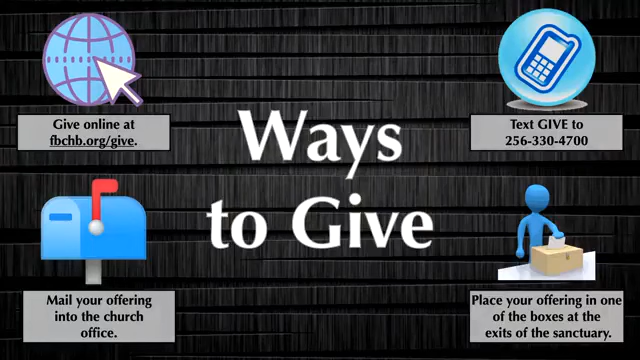 Give online at
fbchb.org/give.
Text GIVE to
256-330-4700
Ways
to Give
Mail your offering
into the church
office.
Place your offering in one
of the boxes at the
exits of the sanctuary.